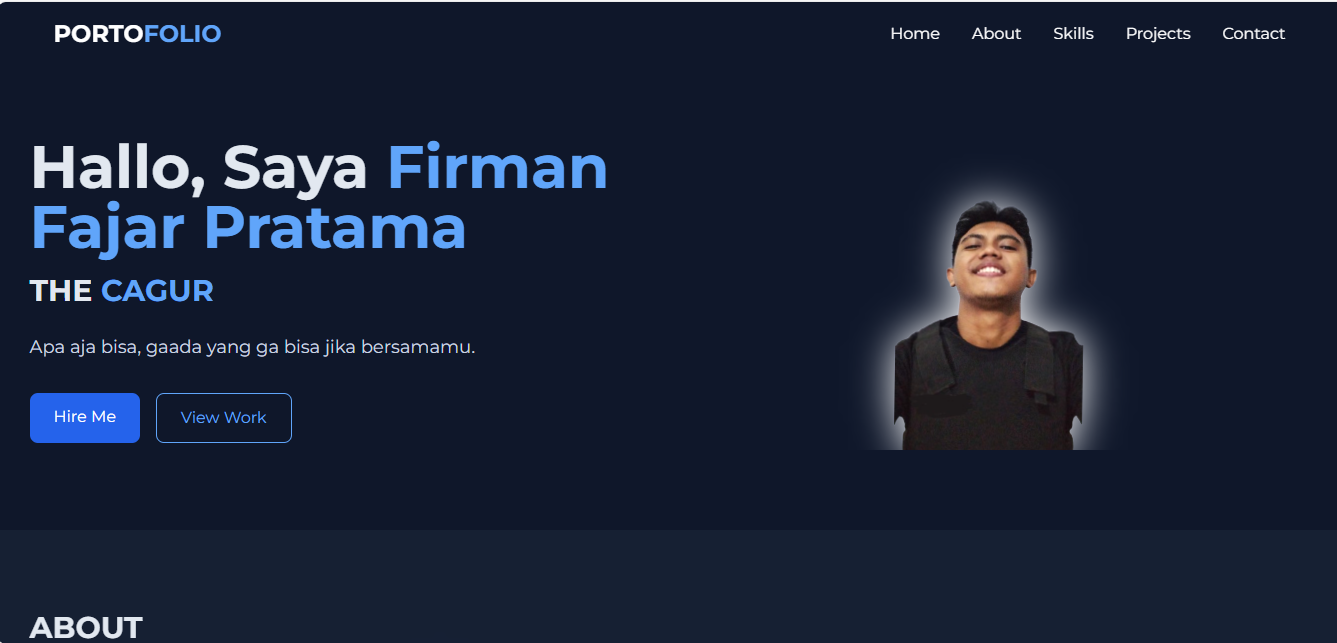 PORTOFOLIO
Home About Skills Projects Contact
Hallo, Saya Firman
Fajar Pratama
THE CAGUR
Apa aja bisa, gaada yang ga bisa jika bersamamu.
Hire Me
View Work
ABOUT